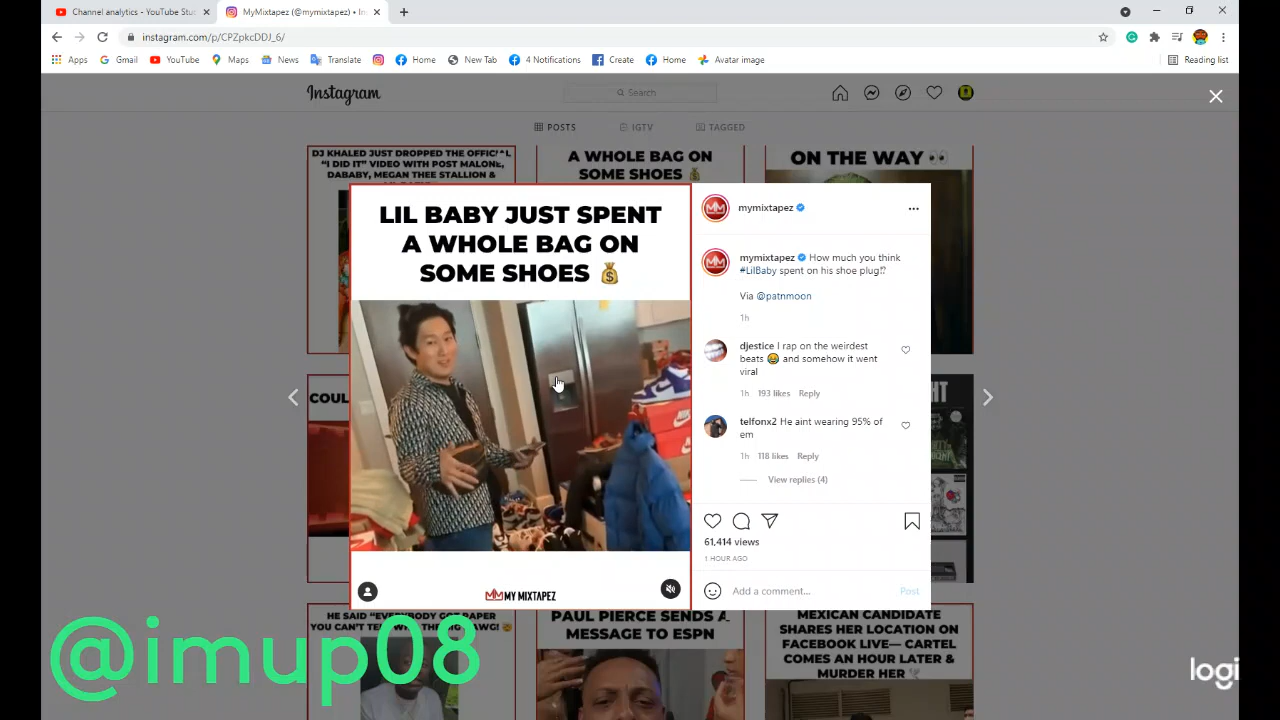 Channel analytics - YouTube Stu
MyMixtapez (@mymixtapez) • In
instagram.com/p/CPZpkcDDJ_6/
Apps Gmail YouTube Maps News Translate Home New Tab 4 Notifications Create Home Avatar image Reading list
Instagram
Search
POSTS IGTV TAGGED
DJ KHALED JUST DROPPED THE OFFICIAL
“I DID IT” VIDEO WITH POST MALONE,
DABABY, MEGAN THEE STALLION &
A WHOLE BAG ON
SOME SHOES 💰
ON THE WAY 👀
LIL BABY JUST SPENT
A WHOLE BAG ON
SOME SHOES 💰
MM MY MIXTAPEZ
mymixtapez
mymixtapez How much you think
#LilBaby spent on his shoe plug⁉
Via @patnmoon
1h
djestice I rap on the weirdest
beats 😂 and somehow it went
viral
1h 193 likes Reply
telfonx2 He aint wearing 95% of
em
1h 118 likes Reply
View replies (4)
61,414 views
1 HOUR AGO
Add a comment... Post
COUL
HT
HE SAID “EVERYBODY GOT PAPER
YOU CAN'T TE
PAUL PIERCE SENDS A
MESSAGE TO ESPN
MEXICAN CANDIDATE
SHARES HER LOCATION ON
FACEBOOK LIVE— CARTEL
COMES AN HOUR LATER &
MURDER HER
@imup08
logi